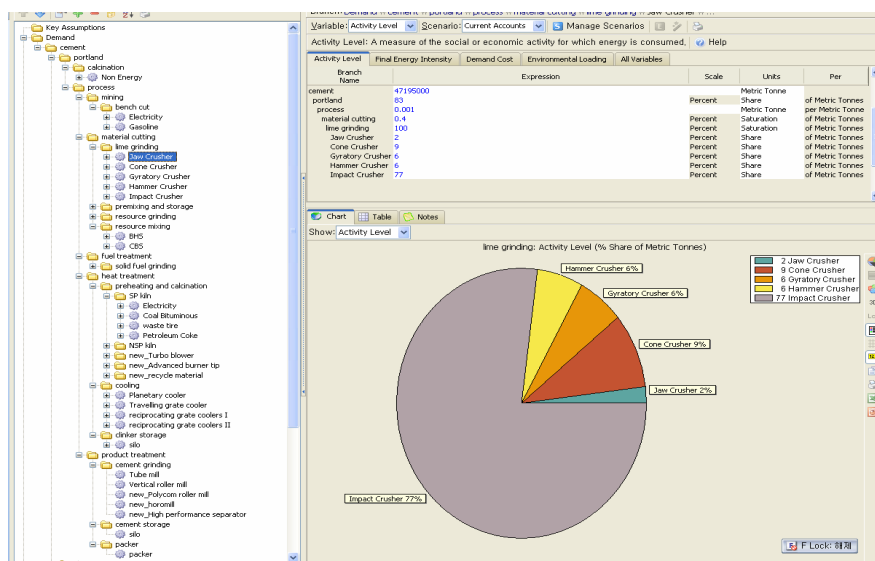 Key Assumptions
Demand
cement
portland
calcination
Non Energy
process
mining
bench cut
Electricity
Gasoline
material cutting
lime grinding
Jaw Crusher
Cone Crusher
Gyratory Crusher
Hammer Crusher
Impact Crusher
premixing and storage
resource grinding
resource mixing
BHS
CBS
fuel treatment
solid fuel grinding
heat treatment
preheating and calcination
SP kiln
Electricity
Coal Bituminous
waste tire
Petroleum Coke
NSP kiln
new_Turbo blower
new_Advanced burner tip
new_recycle material
cooling
Planetary cooler
Travelling grate cooler
reciprocating grate coolers I
reciprocating grate coolers II
clinker storage
silo
product treatment
cement grinding
Tube mill
Vertical roller mill
new_Polycom roller mill
new_horomill
new_High performance separator
cement storage
silo
packer
packer
Variable: Activity Level Scenario: Current Accounts Manage Scenarios
Activity Level: A measure of the social or economic activity for which energy is consumed. Help
Activity Level Final Energy Intensity Demand Cost Environmental Loading All Variables
Branch Name Expression Scale Units Per
cement 47195000 Metric Tonne
portland 83 Percent Share of Metric Tonnes
process 0.001 Metric Tonne per Metric Tonne
material cutting 0.4 Percent Saturation of Metric Tonnes
lime grinding 100 Percent Saturation of Metric Tonnes
Jaw Crusher 2 Percent Share of Metric Tonnes
Cone Crusher 9 Percent Share of Metric Tonnes
Gyratory Crusher 6 Percent Share of Metric Tonnes
Hammer Crusher 6 Percent Share of Metric Tonnes
Impact Crusher 77 Percent Share of Metric Tonnes
Chart Table Notes
Show: Activity Level
lime grinding: Activity Level (% Share of Metric Tonnes)
2 Jaw Crusher
9 Cone Crusher
6 Gyratory Crusher
6 Hammer Crusher
77 Impact Crusher
Hammer Crusher 6%
Gyratory Crusher 6%
Cone Crusher 9%
Jaw Crusher 2%
Impact Crusher 77%
F Lock: 해제